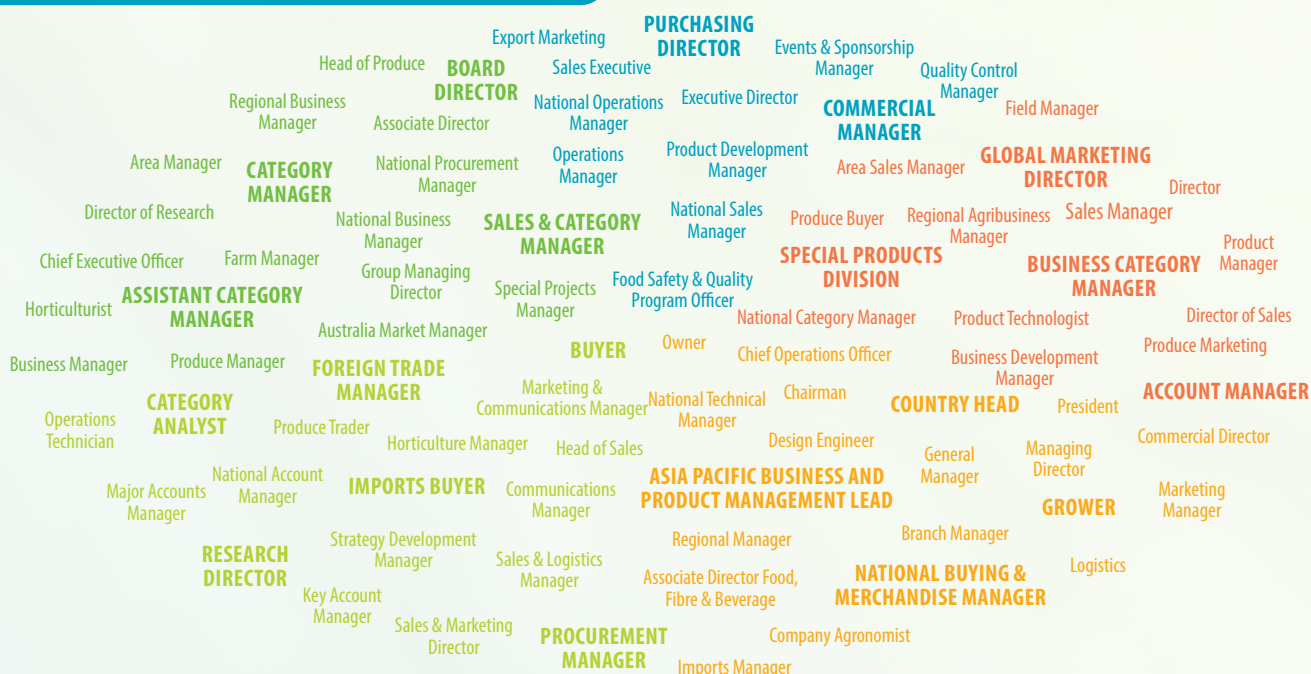 PURCHASING
DIRECTOR
Export Marketing
Events & Sponsorship
Manager
Head of Produce
BOARD
DIRECTOR
Sales Executive
Quality Control
Manager
Regional Business
Manager
Associate Director
National Operations
Manager
Executive Director
COMMERCIAL
MANAGER
Field Manager
Area Manager
CATEGORY
MANAGER
National Procurement
Manager
Operations
Manager
Product Development
Manager
Area Sales Manager
GLOBAL MARKETING
DIRECTOR
Director
Director of Research
National Business
Manager
SALES & CATEGORY
MANAGER
National Sales
Manager
Produce Buyer
Regional Agribusiness
Manager
Sales Manager
Chief Executive Officer
Farm Manager
Group Managing
Director
SPECIAL PRODUCTS
DIVISION
BUSINESS CATEGORY
MANAGER
Product
Manager
Horticulturist
ASSISTANT CATEGORY
MANAGER
Special Projects
Manager
Food Safety & Quality
Program Officer
Australia Market Manager
National Category Manager
Product Technologist
Director of Sales
Business Manager
Produce Manager
FOREIGN TRADE
MANAGER
BUYER
Owner
Chief Operations Officer
Business Development
Manager
Produce Marketing
Operations
Technician
CATEGORY
ANALYST
Produce Trader
Marketing &
Communications Manager
National Technical
Manager
Chairman
COUNTRY HEAD
President
ACCOUNT MANAGER
Horticulture Manager
Head of Sales
Design Engineer
General
Manager
Managing
Director
Commercial Director
Major Accounts
Manager
National Account
Manager
IMPORTS BUYER
Communications
Manager
ASIA PACIFIC BUSINESS AND
PRODUCT MANAGEMENT LEAD
GROWER
Marketing
Manager
RESEARCH
DIRECTOR
Strategy Development
Manager
Sales & Logistics
Manager
Regional Manager
Branch Manager
Logistics
Key Account
Manager
Associate Director Food,
Fibre & Beverage
NATIONAL BUYING &
MERCHANDISE MANAGER
Sales & Marketing
Director
PROCUREMENT
MANAGER
Company Agronomist
Imports Manager